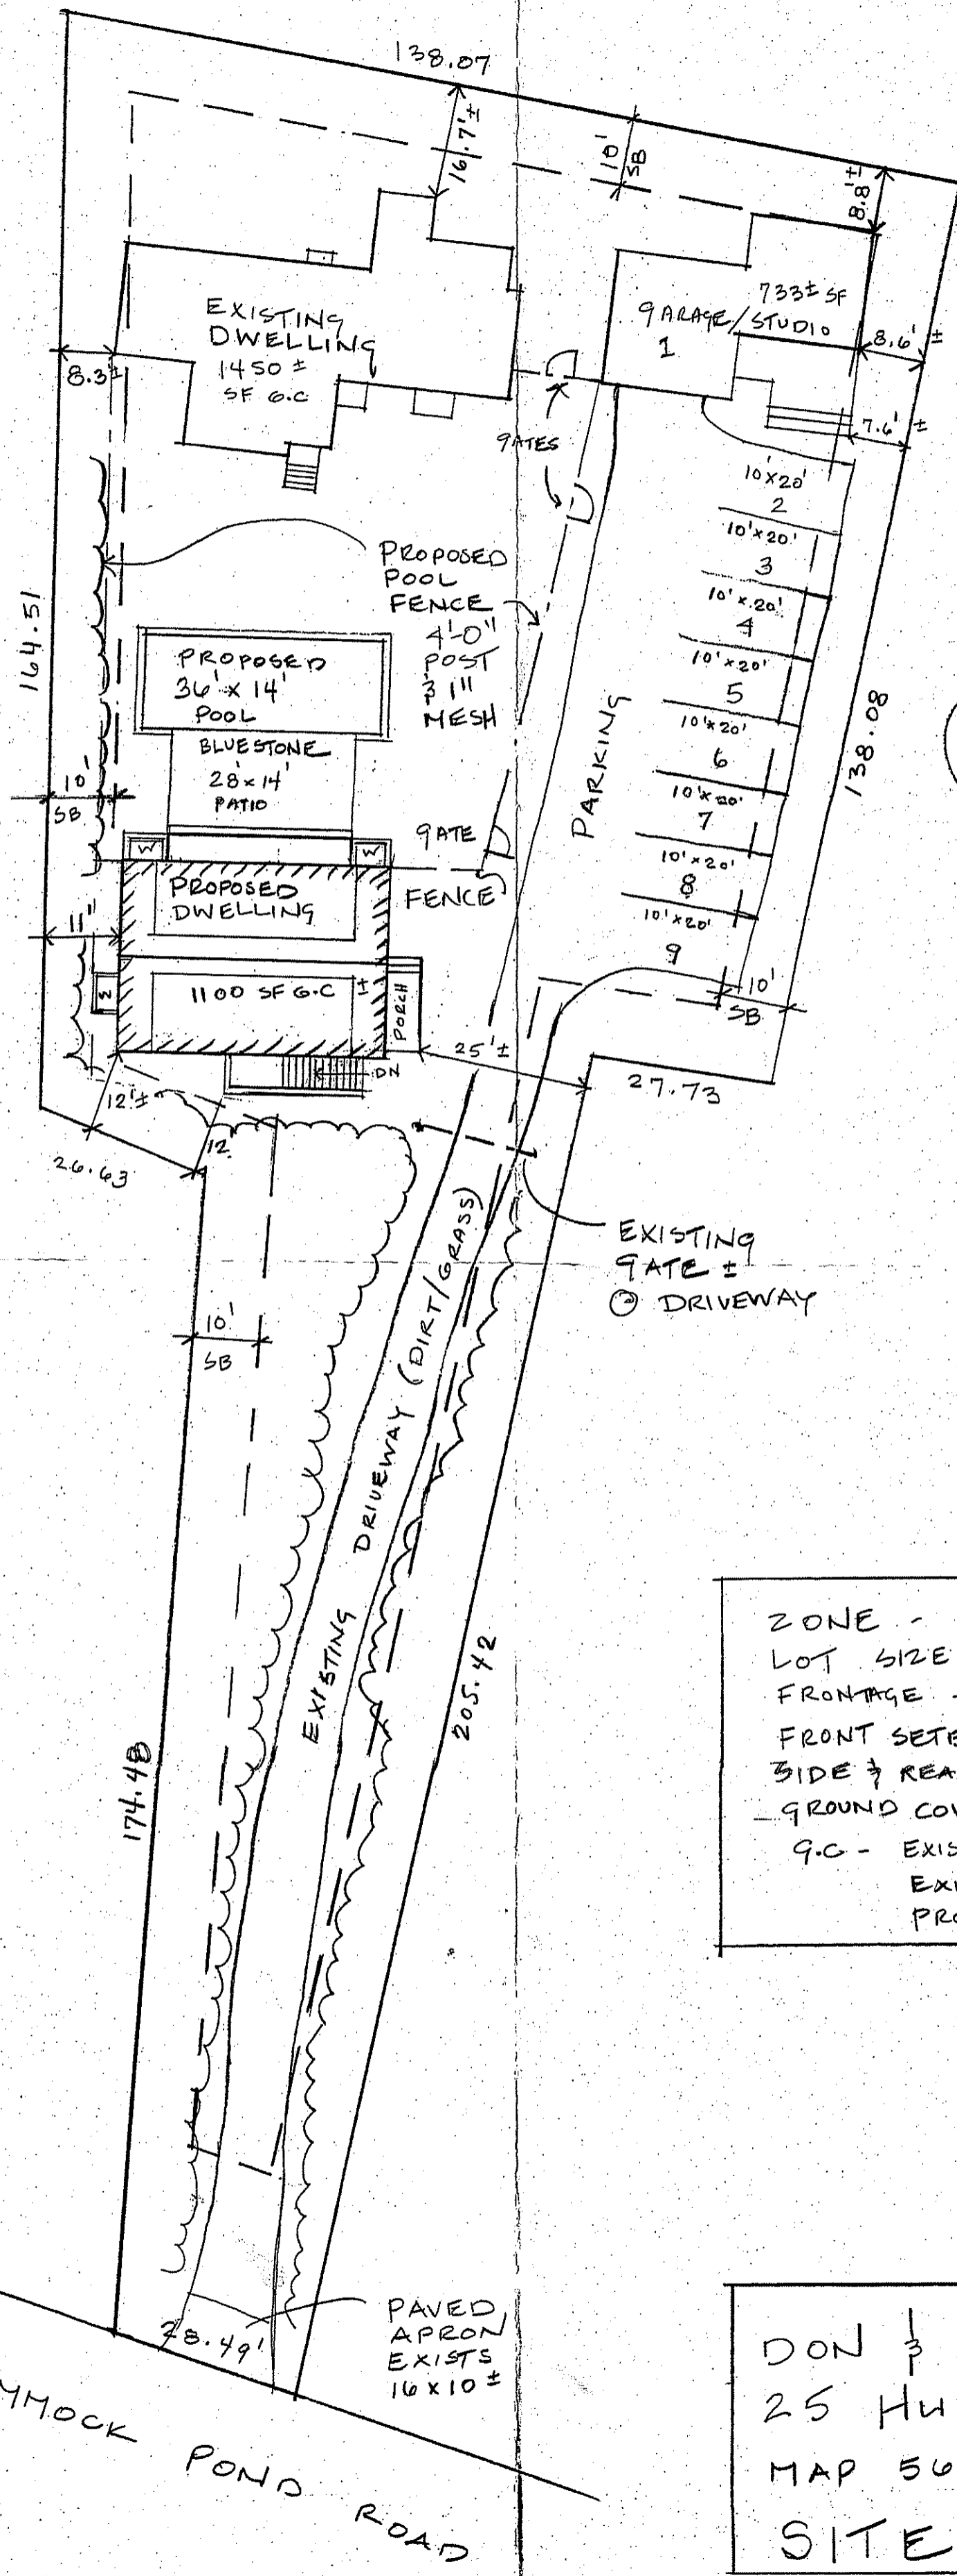 138.07
16.7'±
10'
SB
8.8'±
EXISTING
DWELLING
1450 ±
SF G.C
733± SF
GARAGE/STUDIO
1
8.3±
8.6' ±
7.6' ±
GATES
10'x20'
2
10'x20'
3
10'x20'
4
10'x20'
5
10'x20'
6
10'x20'
7
10'x20'
8
10'x20'
9
PROPOSED
POOL
FENCE
4'-0"
POST
& 1"
MESH
164.51
PROPOSED
36' x 14'
POOL
BLUESTONE
28'x14'
PATIO
PARKING
138.08
10'
SB
GATE
FENCE
W
W
PROPOSED
DWELLING
11"
W
1100 SF G.C ±
PORCH
10'
SB
25'±
27.73
DN
12'±
12
26.63
EXISTING
GATE ±
@ DRIVEWAY
10'
SB
EXISTING DRIVEWAY (DIRT/GRASS)
174.48
205.42
ZONE -
LOT SIZE
FRONTAGE -
FRONT SETB
SIDE & REA
GROUND COV
G.C - EXIS
EXI
PRO
28.49'
PAVED
APRON
EXISTS
16 x 10 ±
MMOCK POND ROAD
DON &
25 HU
MAP 56
SITE